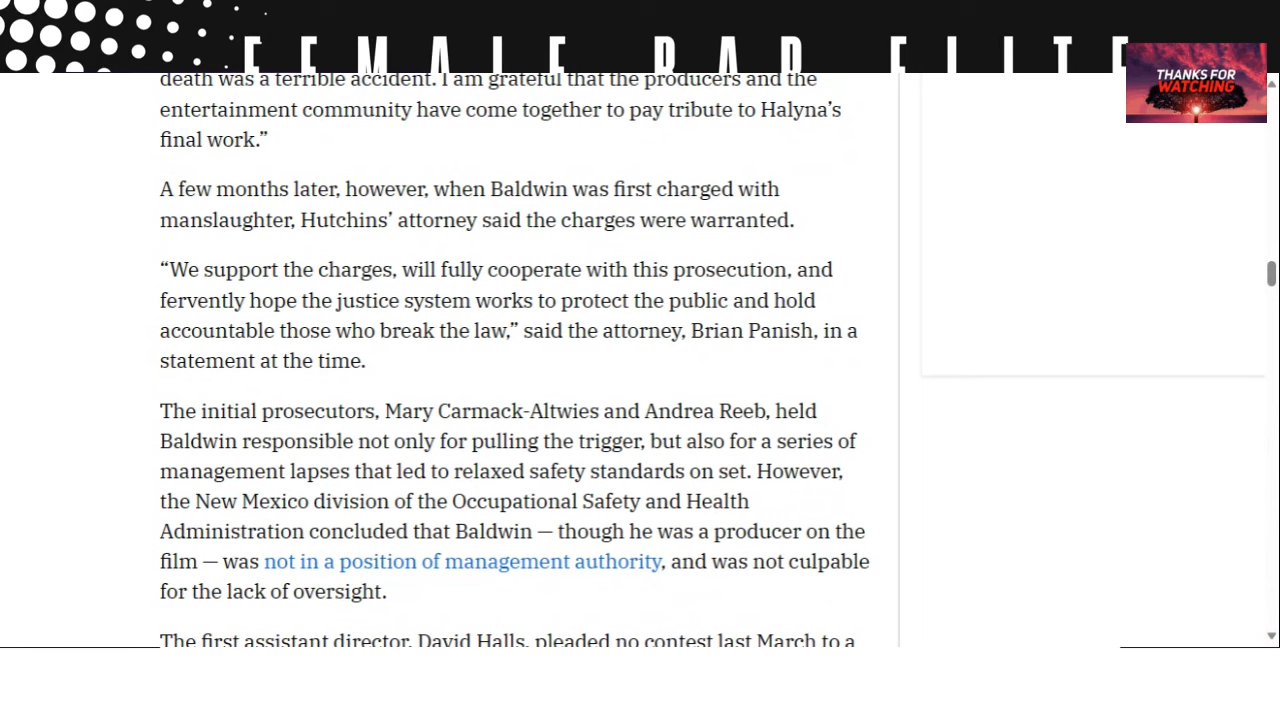 FEMALE RAP ELITE
THANKS FOR
WATCHING
death was a terrible accident. I am grateful that the producers and the
entertainment community have come together to pay tribute to Halyna’s
final work.”
A few months later, however, when Baldwin was first charged with
manslaughter, Hutchins’ attorney said the charges were warranted.
“We support the charges, will fully cooperate with this prosecution, and
fervently hope the justice system works to protect the public and hold
accountable those who break the law,” said the attorney, Brian Panish, in a
statement at the time.
The initial prosecutors, Mary Carmack-Altwies and Andrea Reeb, held
Baldwin responsible not only for pulling the trigger, but also for a series of
management lapses that led to relaxed safety standards on set. However,
the New Mexico division of the Occupational Safety and Health
Administration concluded that Baldwin — though he was a producer on the
film — was not in a position of management authority, and was not culpable
for the lack of oversight.
The first assistant director, David Halls, pleaded no contest last March to a